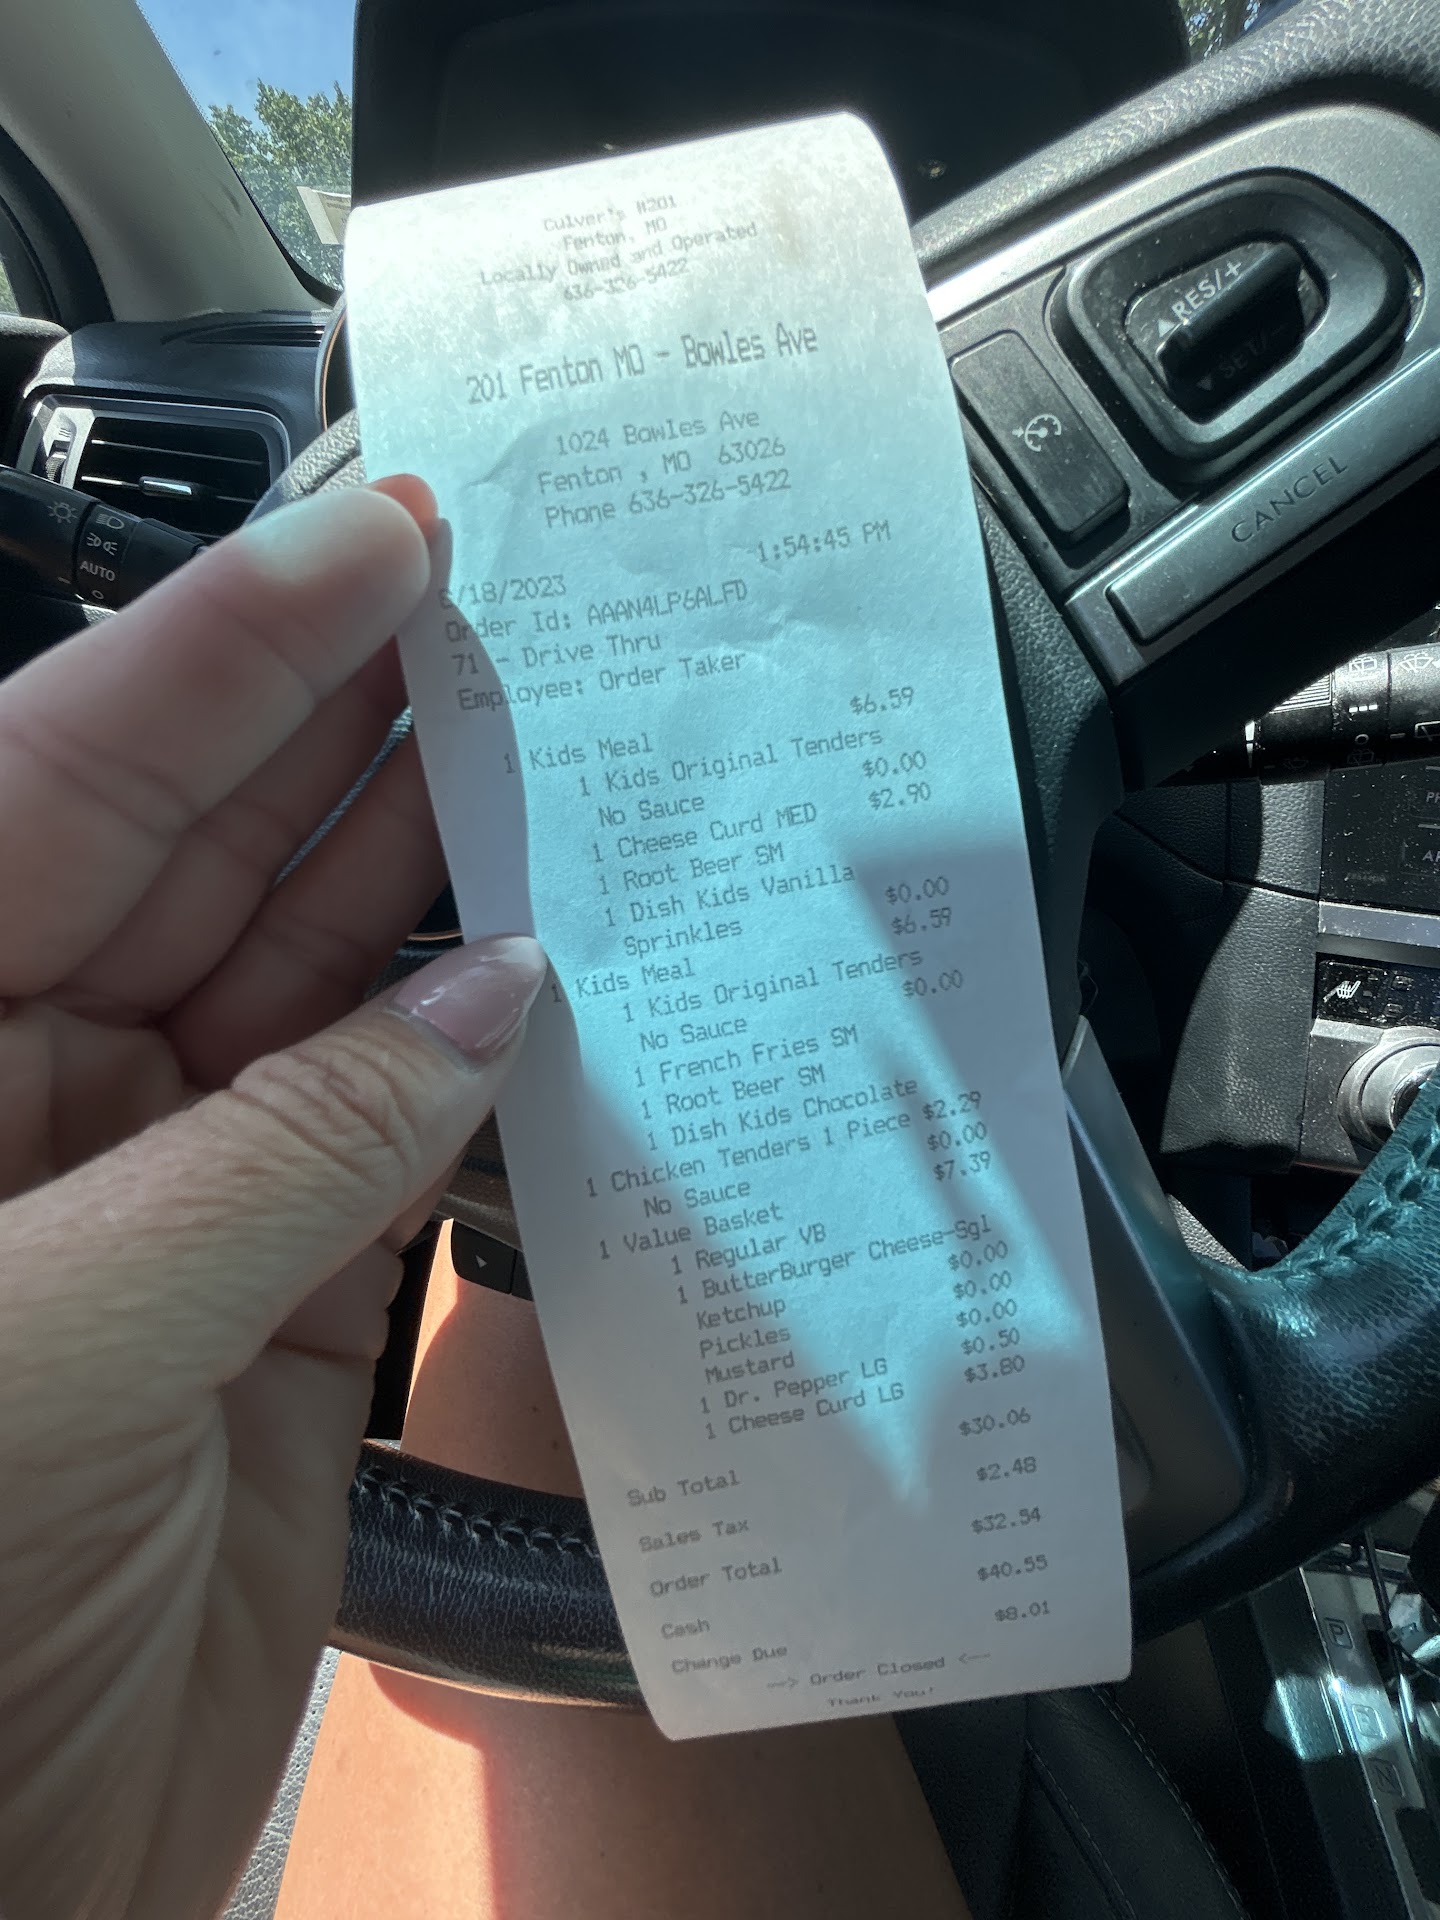 Culver's #201
Fenton, MO
Locally Owned and Operated
636-326-5422
201 Fenton MO - Bowles Ave
1024 Bowles Ave
Fenton , MO 63026
Phone 636-326-5422
1:54:45 PM
/18/2023
Order Id: AAAN4LP6ALFD
71 - Drive Thru
Employee: Order Taker
1 Kids Meal $6.59
1 Kids Original Tenders
No Sauce $0.00
1 Cheese Curd MED $2.90
1 Root Beer SM
1 Dish Kids Vanilla
Sprinkles $0.00
1 Kids Meal $6.59
1 Kids Original Tenders
No Sauce $0.00
1 French Fries SM
1 Root Beer SM
1 Dish Kids Chocolate
1 Chicken Tenders 1 Piece $2.29
No Sauce $0.00
1 Value Basket $7.39
1 Regular VB
1 ButterBurger Cheese-Sgl
Ketchup $0.00
Pickles $0.00
Mustard $0.00
1 Dr. Pepper LG $0.50
1 Cheese Curd LG $3.80
Sub Total $30.06
Sales Tax $2.48
Order Total $32.54
Cash $40.55
Change Due $8.01
---> Order Closed <---
Thank You!
RES/+
SET/-
CANCEL
AUTO
P
N